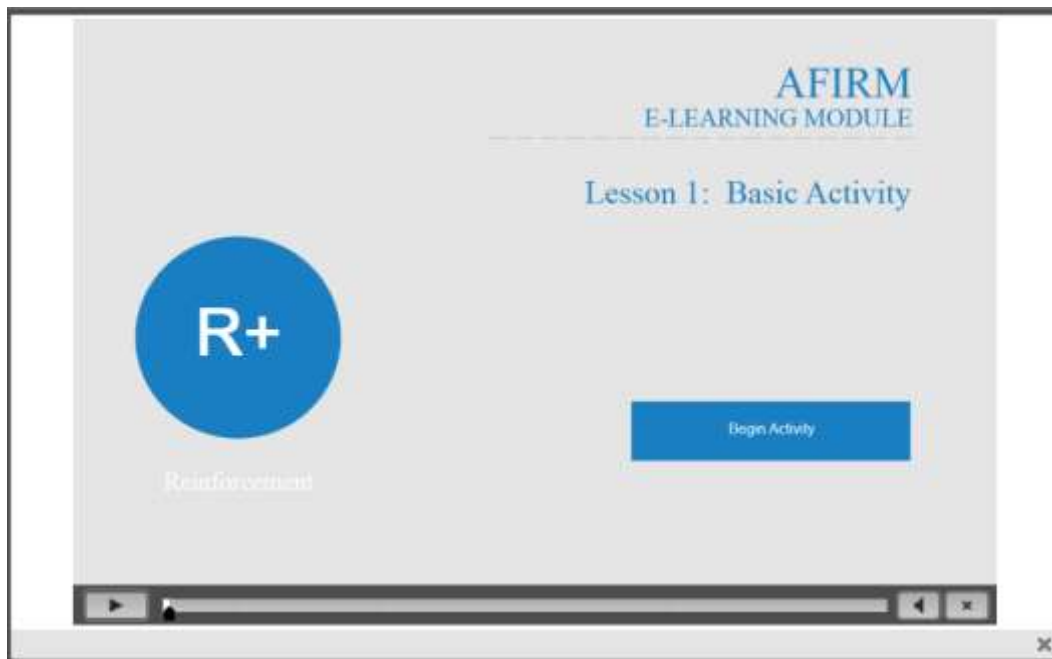 AFIRM
E-LEARNING MODULE
Lesson 1: Basic Activity
R+
Begin Activity
Reinforcement